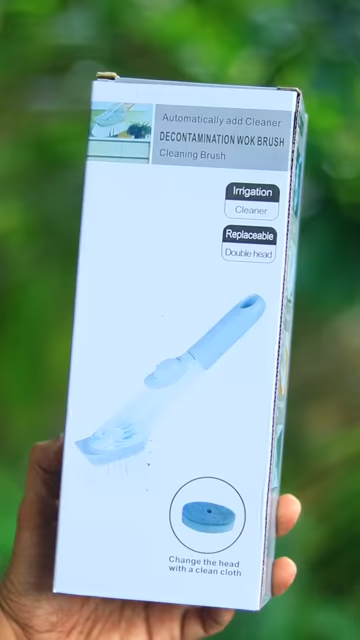 Automatically add Cleaner
DECONTAMINATION WOK BRUSH
Cleaning Brush
Irrigation
Cleaner
Replaceable
Double head
Change the head
with a clean cloth